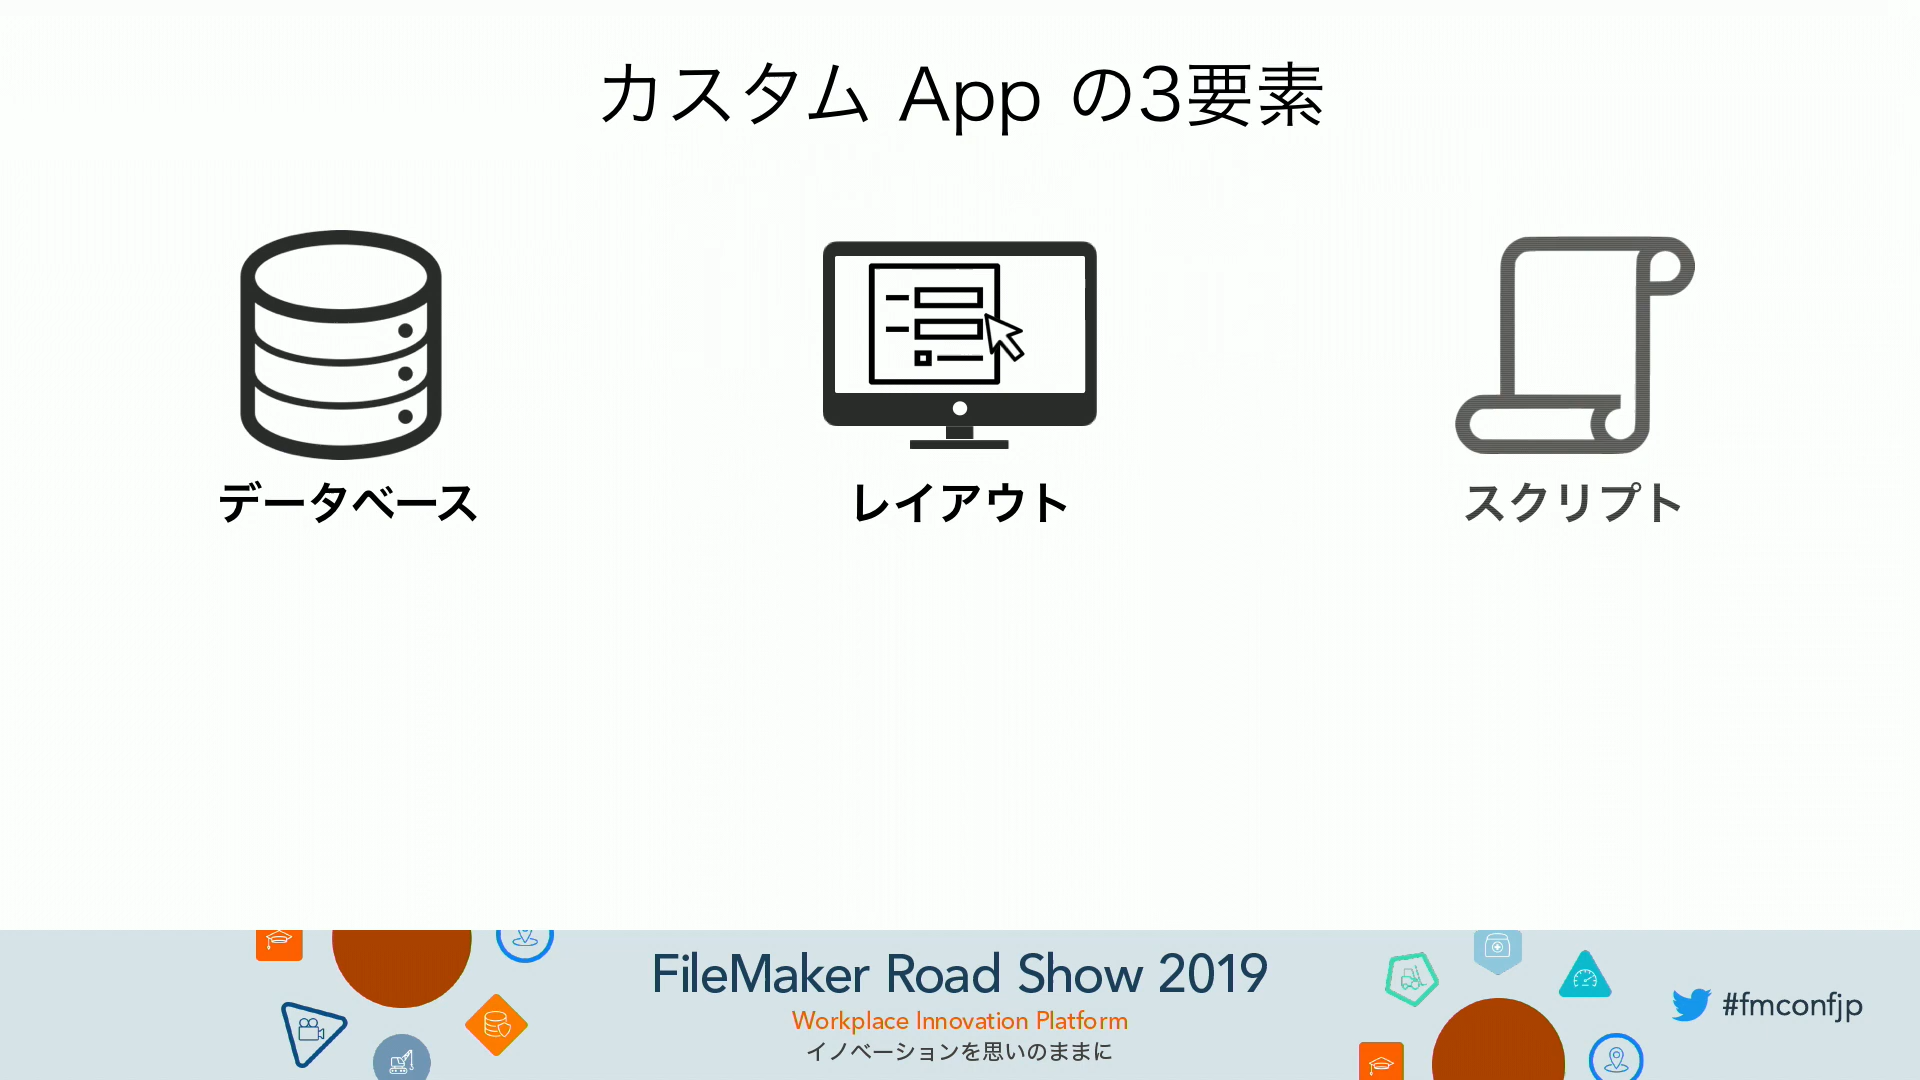 カスタム App の3要素
データベース
レイアウト
スクリプト
FileMaker Road Show 2019
Workplace Innovation Platform
イノベーションを思いのままに
#fmconfjp